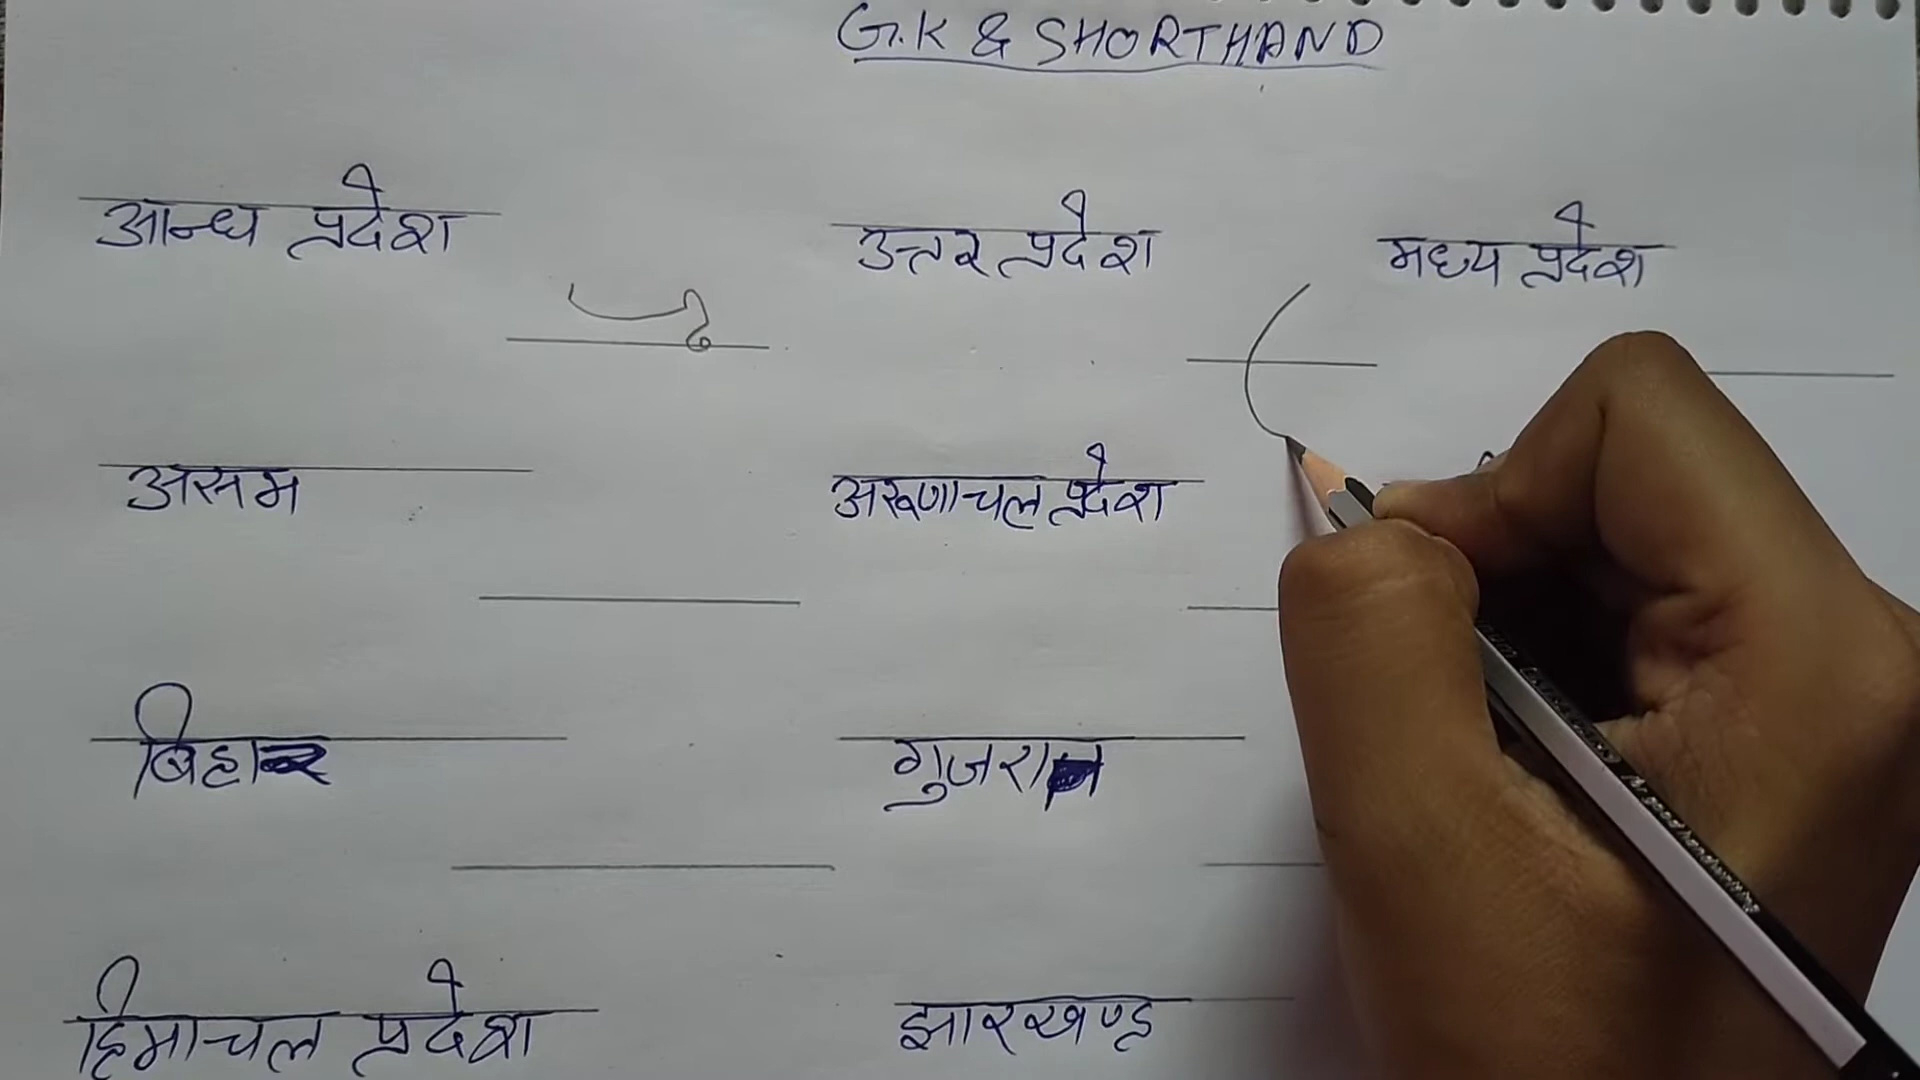 G.K & SHORTHAND
आन्ध प्रदेश
उत्तर प्रदेश
मध्य प्रदेश
असम
अरूणाचल प्रदेश
बिहार
गुजरात
हिमाचल प्रदेश
झारखण्ड